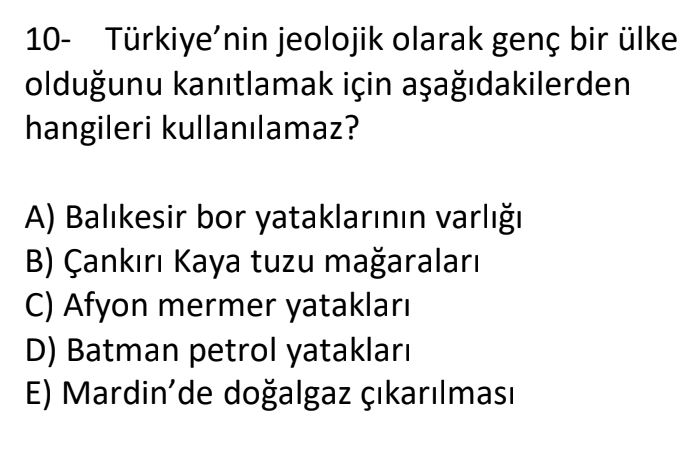 10- Türkiye’nin jeolojik olarak genç bir ülke
olduğunu kanıtlamak için aşağıdakilerden
hangileri kullanılamaz?
A) Balıkesir bor yataklarının varlığı
B) Çankırı Kaya tuzu mağaraları
C) Afyon mermer yatakları
D) Batman petrol yatakları
E) Mardin’de doğalgaz çıkarılması